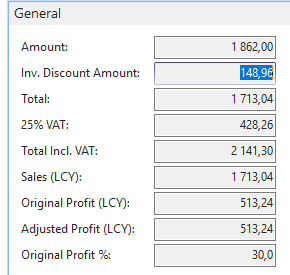 General
Amount: 1 862,00
Inv. Discount Amount: 148,96
Total: 1 713,04
25% VAT: 428,26
Total Incl. VAT: 2 141,30
Sales (LCY): 1 713,04
Original Profit (LCY): 513,24
Adjusted Profit (LCY): 513,24
Original Profit %: 30,0